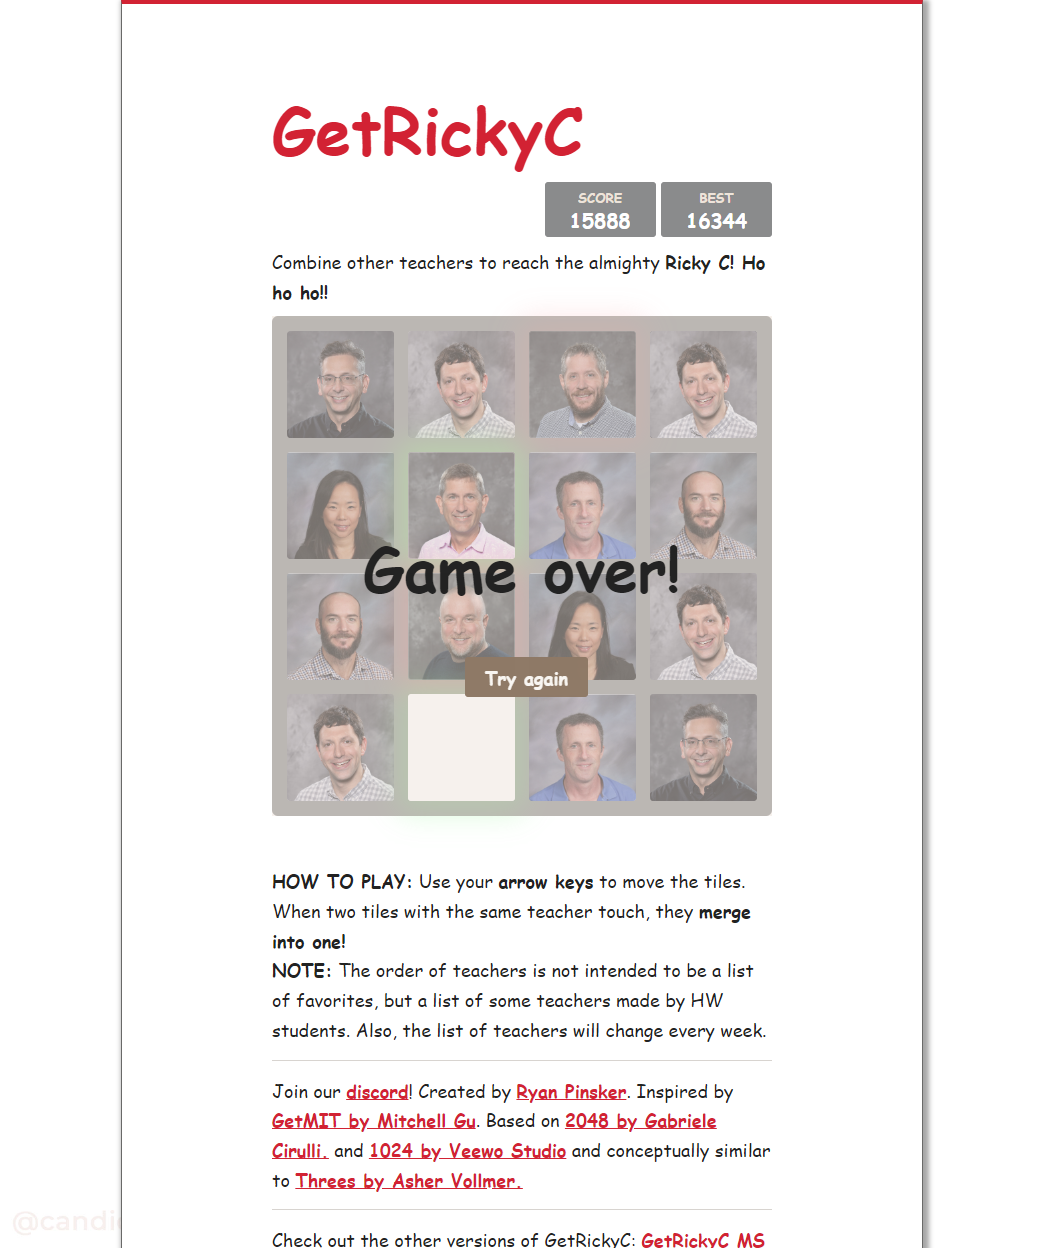 GetRickyC
SCORE BEST
15888 16344
Combine other teachers to reach the almighty Ricky C! Ho
ho ho!!
Game over!
Try again
HOW TO PLAY: Use your arrow keys to move the tiles.
When two tiles with the same teacher touch, they merge
into one!
NOTE: The order of teachers is not intended to be a list
of favorites, but a list of some teachers made by HW
students. Also, the list of teachers will change every week.
Join our discord! Created by Ryan Pinsker. Inspired by
GetMIT by Mitchell Gu. Based on 2048 by Gabriele
Cirulli. and 1024 by Veewo Studio and conceptually similar
to Threes by Asher Vollmer.
Check out the other versions of GetRickyC: GetRickyC MS